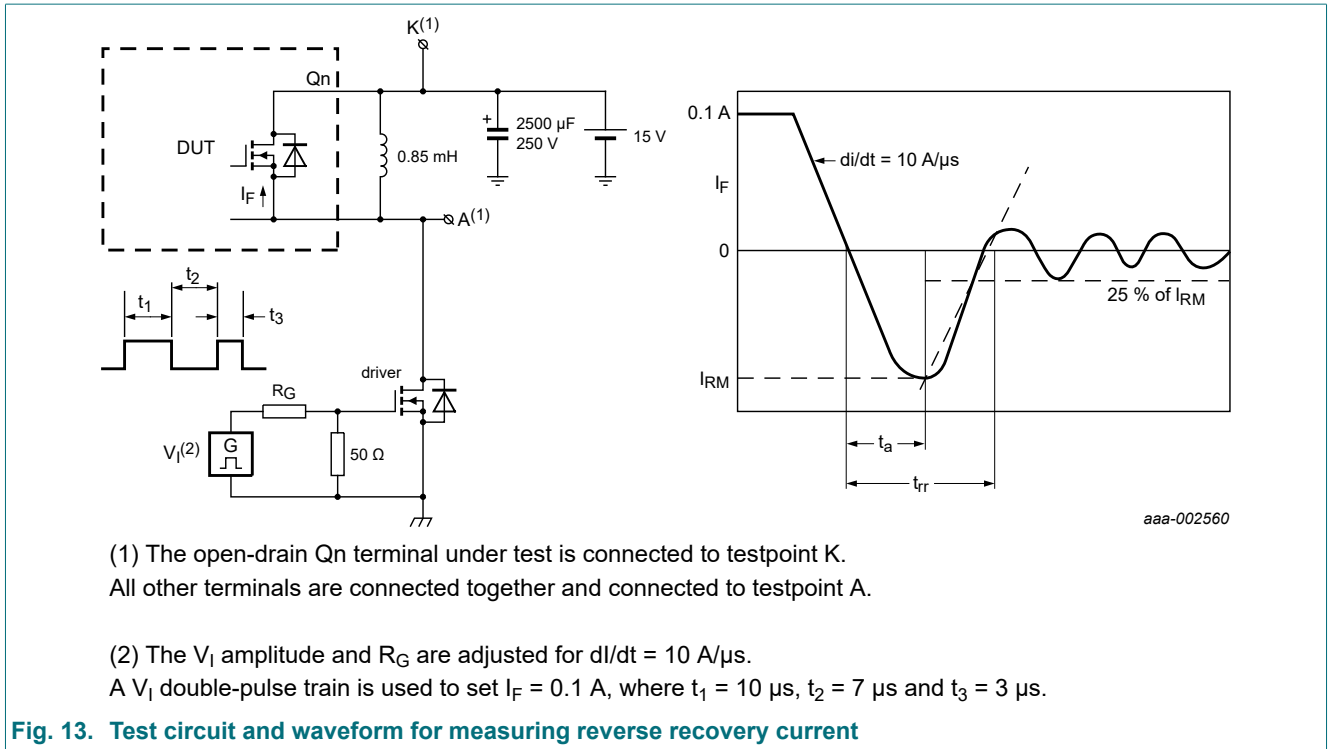 K(1)
Qn
DUT
IF
0.85 mH
+
2500 µF
250 V
15 V
A(1)
t1
t2
t3
driver
RG
VI(2)
G
50 Ω
0.1 A
IF
di/dt = 10 A/µs
0
25 % of IRM
IRM
ta
trr
aaa-002560
(1) The open-drain Qn terminal under test is connected to testpoint K.
All other terminals are connected together and connected to testpoint A.
(2) The VI amplitude and RG are adjusted for dI/dt = 10 A/µs.
A VI double-pulse train is used to set IF = 0.1 A, where t1 = 10 µs, t2 = 7 µs and t3 = 3 µs.
Fig. 13. Test circuit and waveform for measuring reverse recovery current